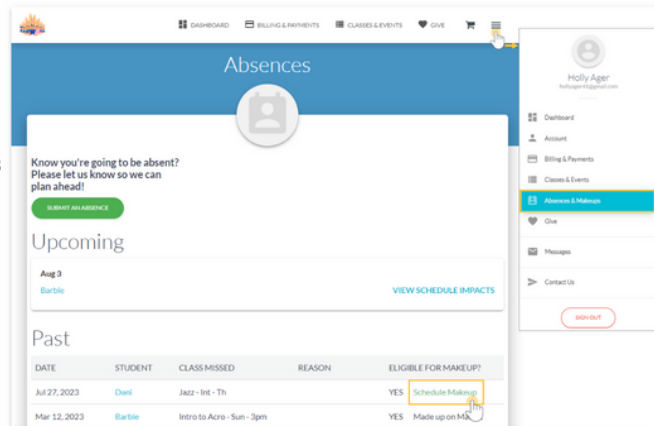 DASHBOARD BILLING & PAYMENTS CLASSES & EVENTS GIVE
Absences
Know you're going to be absent?
Please let us know so we can
plan ahead!
SUBMIT AN ABSENCE
Upcoming
Aug 3
Barbie VIEW SCHEDULE IMPACTS
Past
DATE STUDENT CLASS MISSED REASON ELIGIBLE FOR MAKEUP?
Jul 27, 2023 Dani Jazz - Int - Th YES Schedule Makeup
Mar 12, 2023 Barbie Intro to Acro - Sun - 3pm YES Made up on
Holly Ager
Dashboard
Account
Billing & Payments
Classes & Events
Absences & Makeups
Give
Messages
Contact Us
SIGN OUT